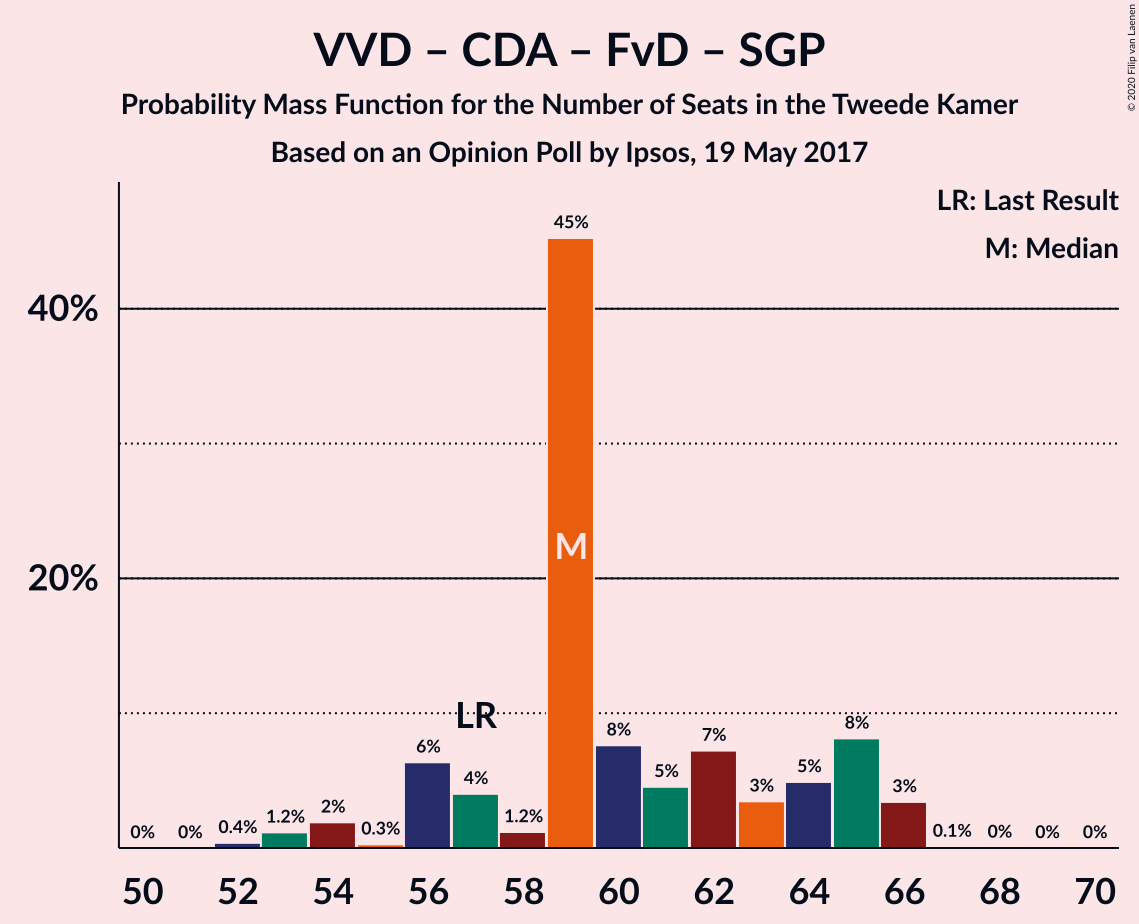 VVD – CDA – FvD – SGP
Probability Mass Function for the Number of Seats in the Tweede Kamer
Based on an Opinion Poll by Ipsos, 19 May 2017
© 2020 Filip van Laenen
LR: Last Result
M: Median
40%
20%
0% 0% 0.4% 1.2% 2% 0.3% 6% 4% 1.2% 45% 8% 5% 7% 3% 5% 8% 3% 0.1% 0% 0% 0%
LR
M
50 52 54 56 58 60 62 64 66 68 70